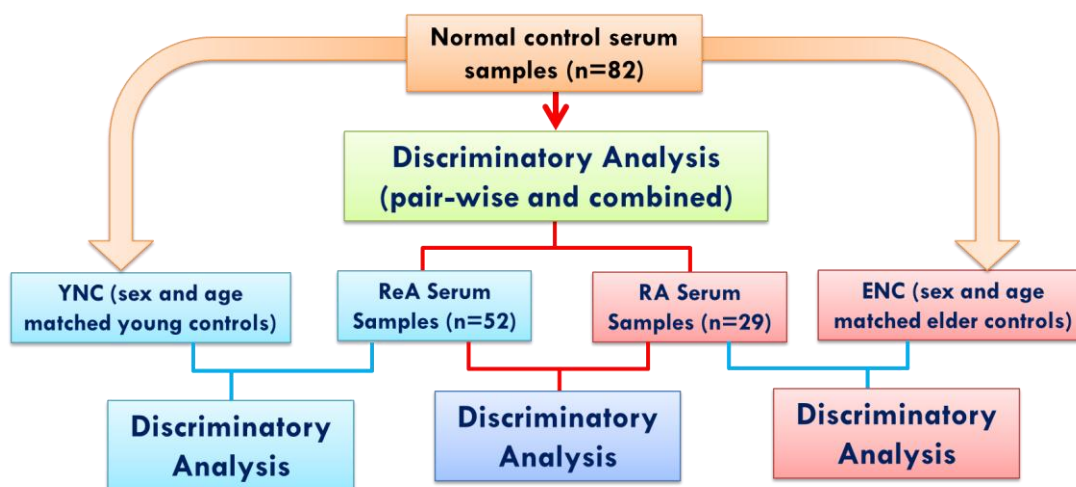 Normal control serum
samples (n=82)
Discriminatory Analysis
(pair-wise and combined)
YNC (sex and age
matched young controls)
ReA Serum
Samples (n=52)
RA Serum
Samples (n=29)
ENC (sex and age
matched elder controls)
Discriminatory
Analysis
Discriminatory
Analysis
Discriminatory
Analysis